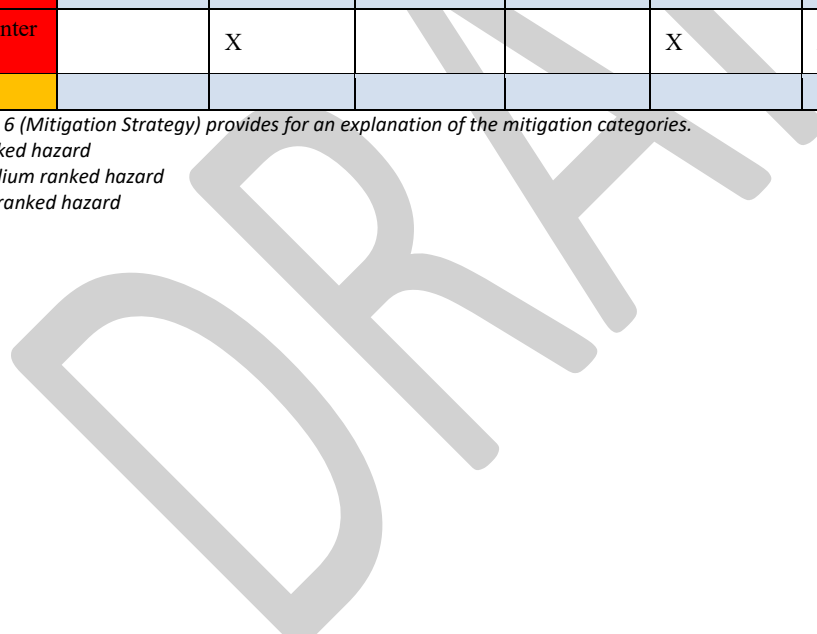 nter
X X
6 (Mitigation Strategy) provides for an explanation of the mitigation categories.
ked hazard
lium ranked hazard
ranked hazard
DRA